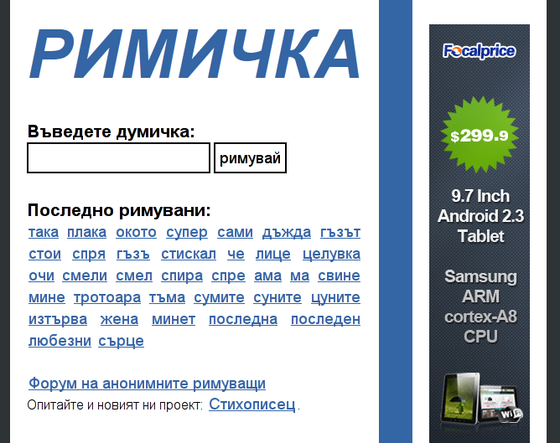 РИМИЧКА
Въведете думичка:
римувай
Последно римувани:
така плака окото супер сами дъжда гъзът
стои спря гъзъ стискал че лице целувка
очи смели смел спира спре ама ма свине
мине тротоара тъма сумите суните цуните
изтърва жена минет последна последен
любезни сърце
Форум на анонимните римуващи
Опитайте и новият ни проект: Стихописец.
Focalprice
$299.9
9.7 Inch
Android 2.3
Tablet
Samsung
ARM
cortex-A8
CPU
Wi